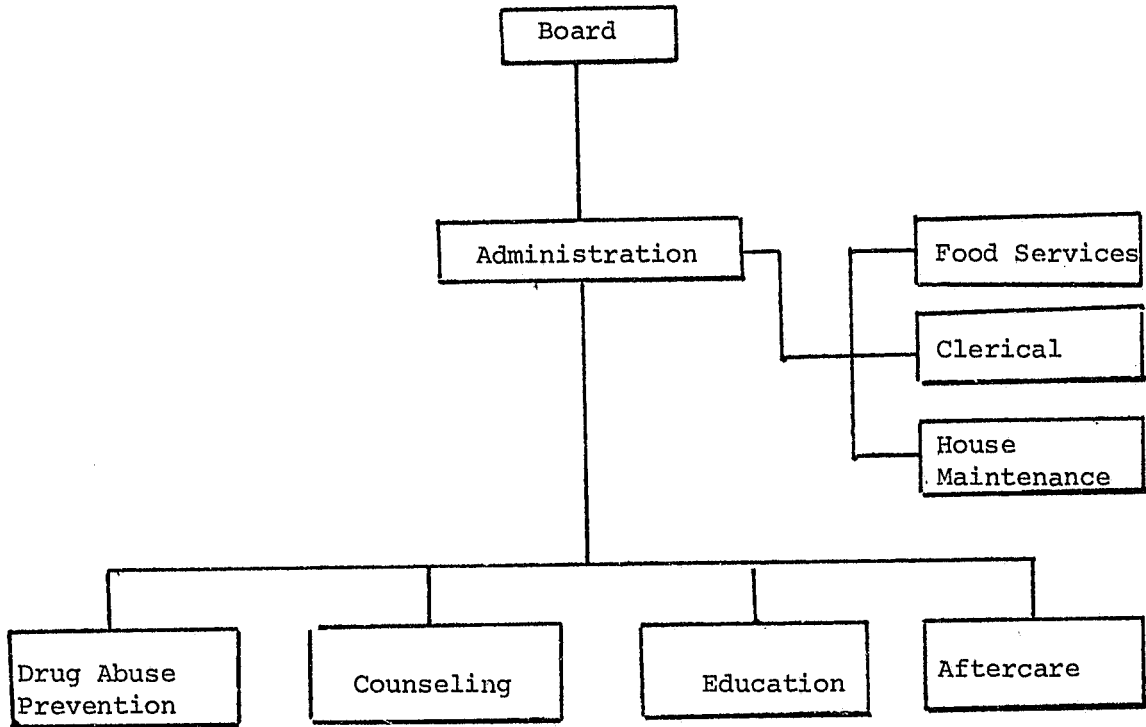 Board
Administration
Food Services
Clerical
House
Maintenance
Drug Abuse
Prevention
Counseling
Education
Aftercare